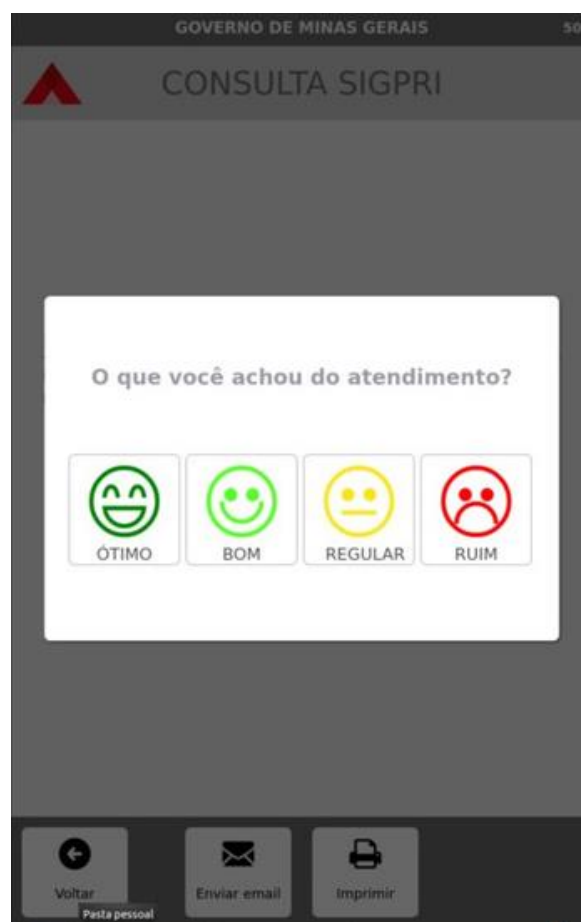 GOVERNO DE MINAS GERAIS 50
CONSULTA SIGPRI
O que você achou do atendimento?
ÓTIMO BOM REGULAR RUIM
Voltar Enviar email Imprimir
Pasta pessoal